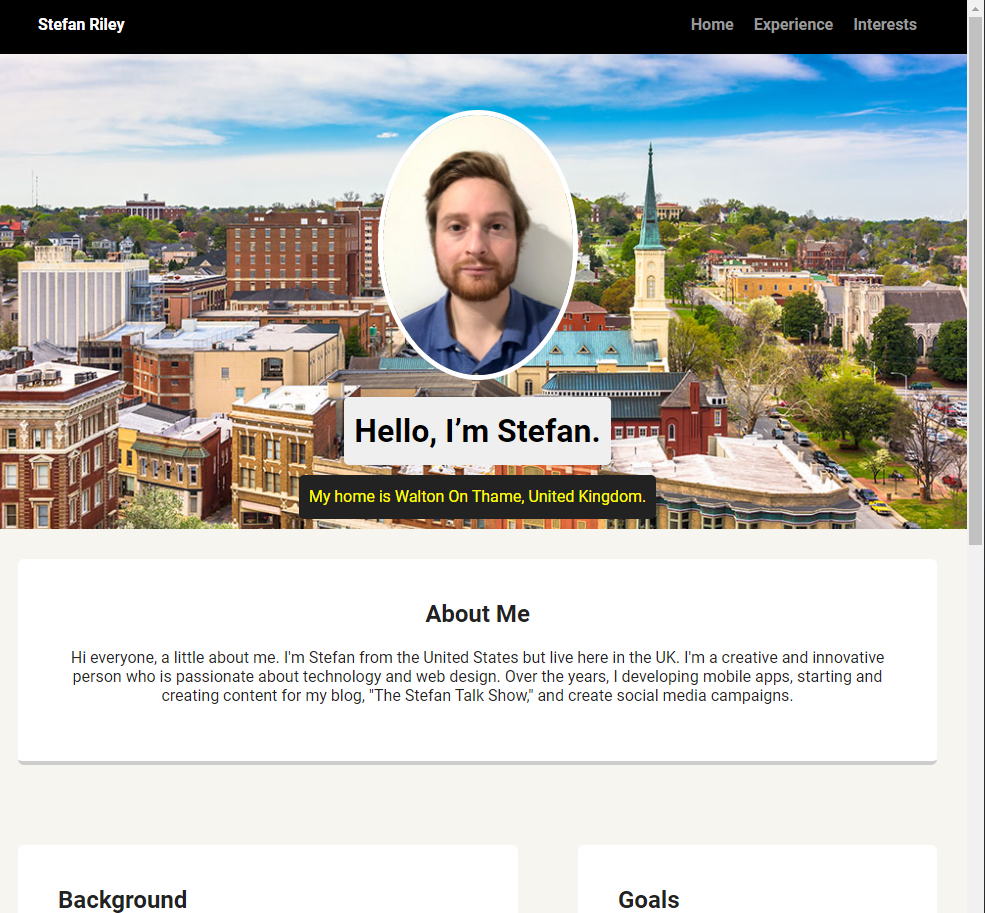 Stefan Riley
Home Experience Interests
Hello, I’m Stefan.
My home is Walton On Thame, United Kingdom.
About Me
Hi everyone, a little about me. I'm Stefan from the United States but live here in the UK. I'm a creative and innovative
person who is passionate about technology and web design. Over the years, I developing mobile apps, starting and
creating content for my blog, "The Stefan Talk Show," and create social media campaigns.
Background
Goals